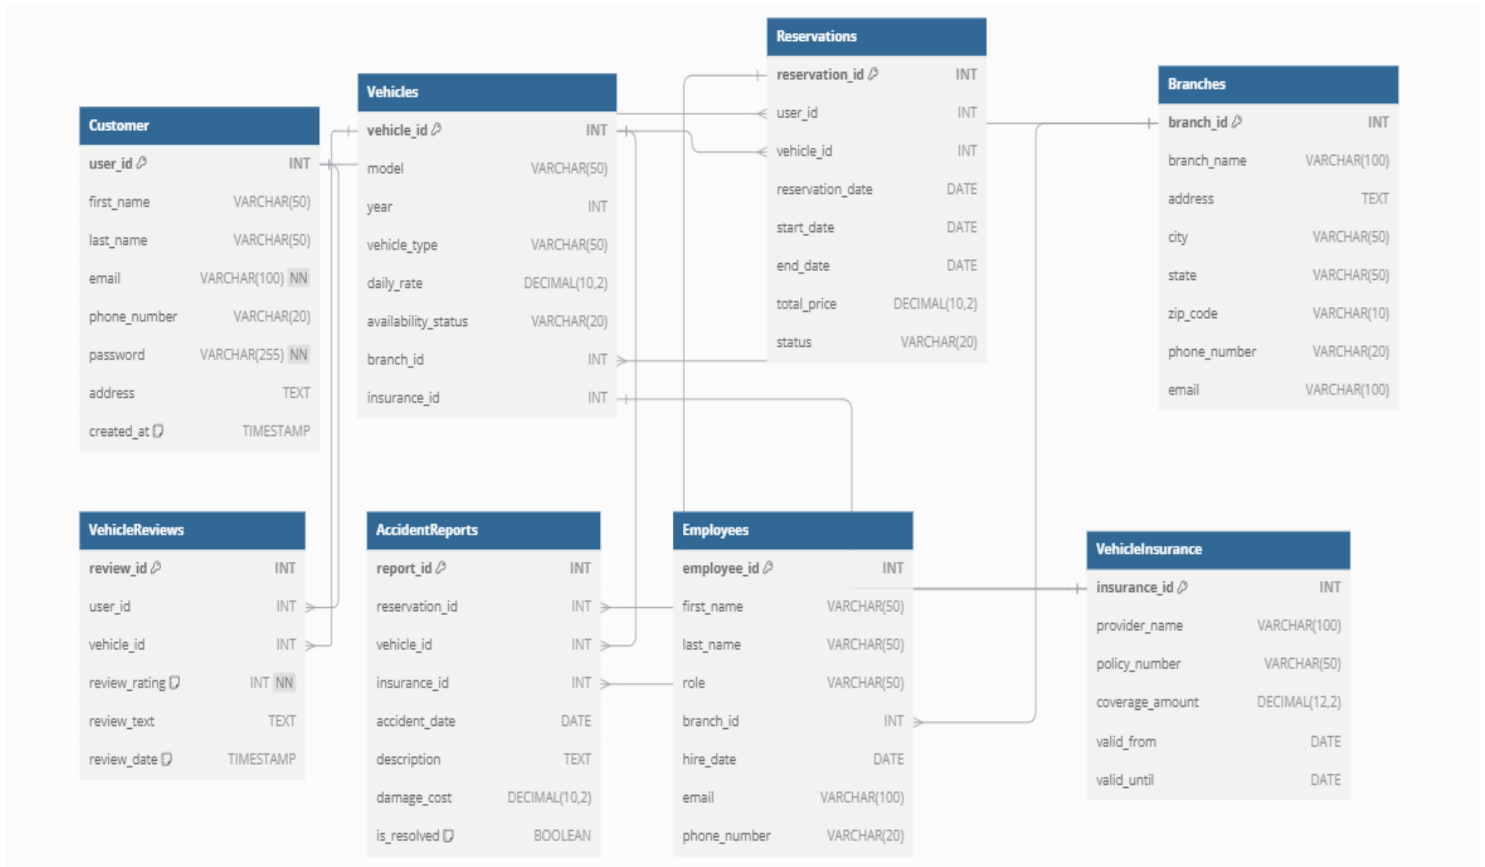 Customer
user_id INT
first_name VARCHAR(50)
last_name VARCHAR(50)
email VARCHAR(100) NN
phone_number VARCHAR(20)
password VARCHAR(255) NN
address TEXT
created_at TIMESTAMP
Vehicles
vehicle_id INT
model VARCHAR(50)
year INT
vehicle_type VARCHAR(50)
daily_rate DECIMAL(10,2)
availability_status VARCHAR(20)
branch_id INT
insurance_id INT
Reservations
reservation_id INT
user_id INT
vehicle_id INT
reservation_date DATE
start_date DATE
end_date DATE
total_price DECIMAL(10,2)
status VARCHAR(20)
Branches
branch_id INT
branch_name VARCHAR(100)
address TEXT
city VARCHAR(50)
state VARCHAR(50)
zip_code VARCHAR(10)
phone_number VARCHAR(20)
email VARCHAR(100)
VehicleReviews
review_id INT
user_id INT
vehicle_id INT
review_rating INT NN
review_text TEXT
review_date TIMESTAMP
AccidentReports
report_id INT
reservation_id INT
vehicle_id INT
insurance_id INT
accident_date DATE
description TEXT
damage_cost DECIMAL(10,2)
is_resolved BOOLEAN
Employees
employee_id INT
first_name VARCHAR(50)
last_name VARCHAR(50)
role VARCHAR(50)
branch_id INT
hire_date DATE
email VARCHAR(100)
phone_number VARCHAR(20)
VehicleInsurance
insurance_id INT
provider_name VARCHAR(100)
policy_number VARCHAR(50)
coverage_amount DECIMAL(12,2)
valid_from DATE
valid_until DATE